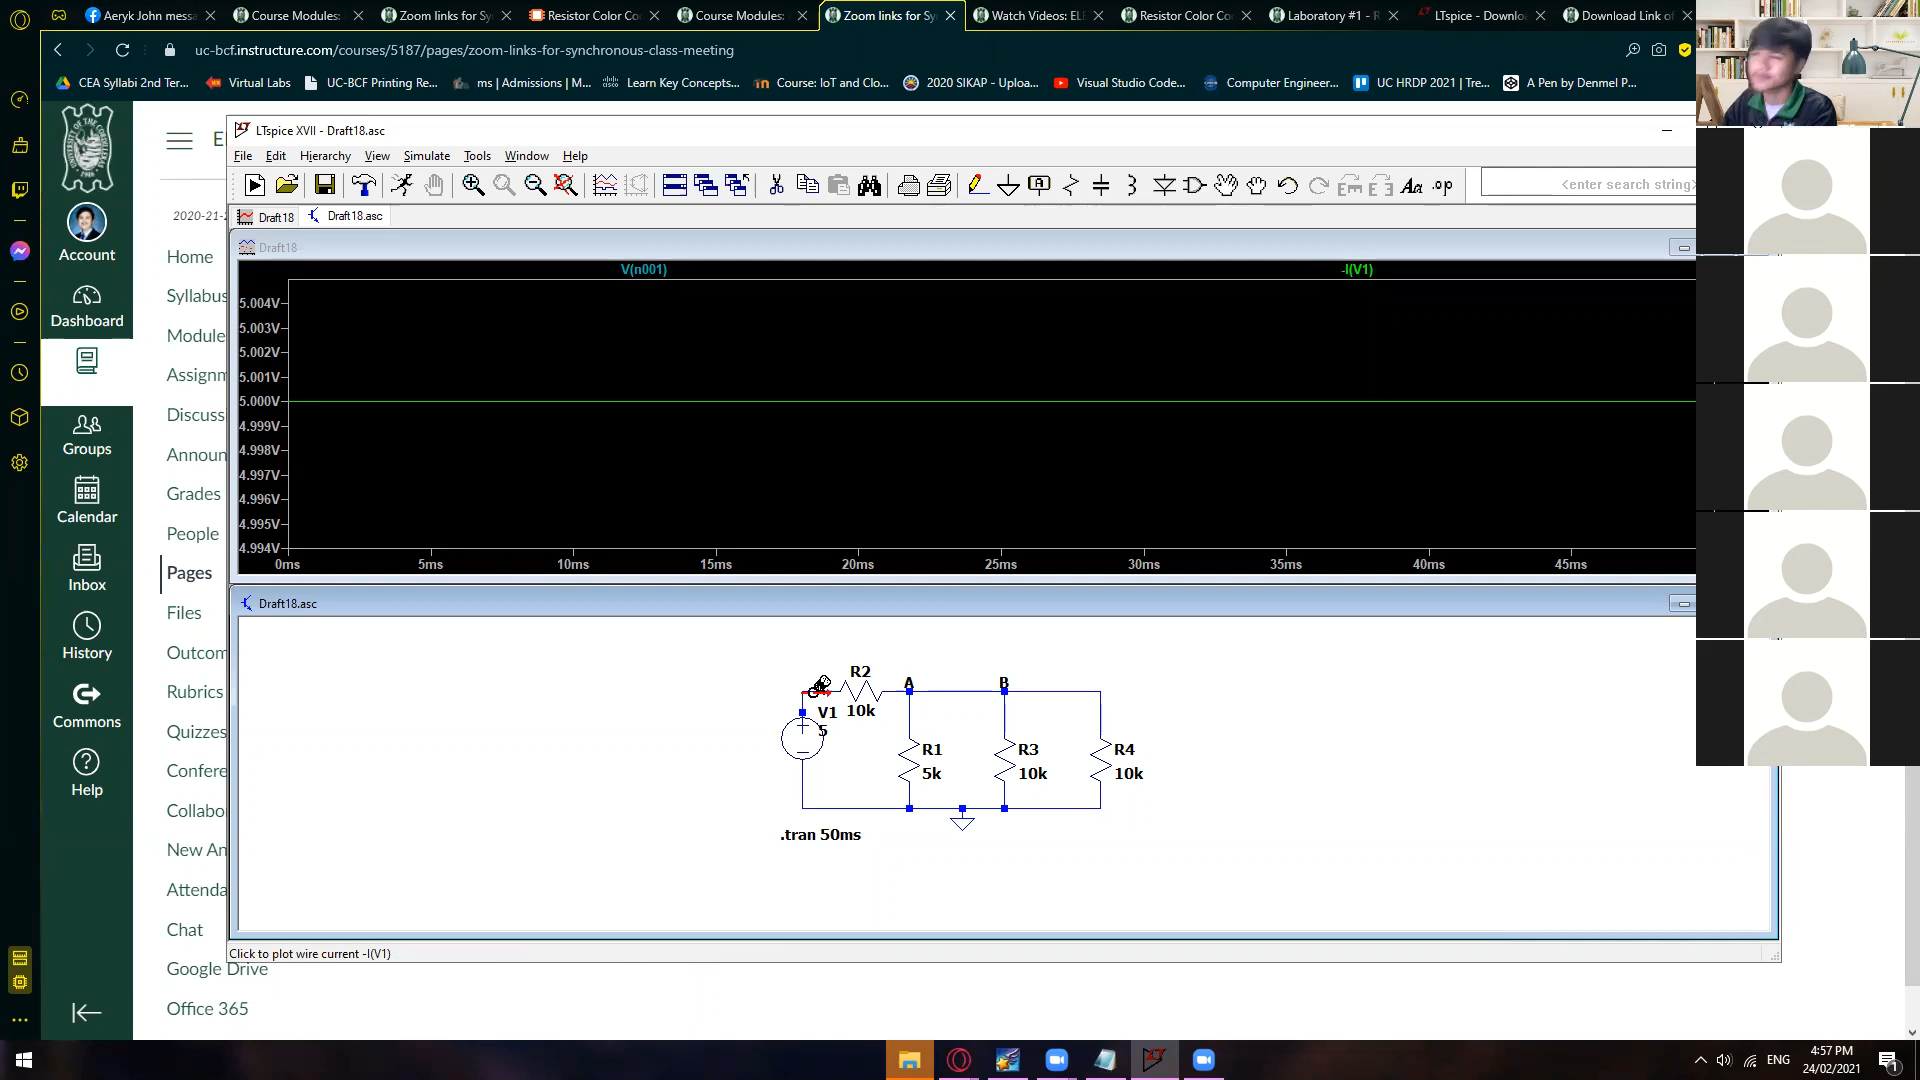 Aeryk John messa
Course Modules:
Zoom links for Sy
Resistor Color Co
Course Modules:
Zoom links for Sy
Watch Videos: ELE
Resistor Color Co
Laboratory #1 - R
LTspice - Downlo
Download Link of
uc-bcf.instructure.com/courses/5187/pages/zoom-links-for-synchronous-class-meeting
CEA Syllabi 2nd Ter...
Virtual Labs
UC-BCF Printing Re...
ms | Admissions | M...
Learn Key Concepts...
Course: IoT and Clo...
2020 SIKAP - Uploa...
Visual Studio Code...
Computer Engineer...
UC HRDP 2021 | Tre...
A Pen by Denmel P...
Account
Dashboard
Groups
Calendar
Inbox
History
Commons
Help
2020-21-2
Home
Syllabus
Module
Assignm
Discussi
Announ
Grades
People
Pages
Files
Outcom
Rubrics
Quizzes
Confere
Collabo
New An
Attenda
Chat
Google Drive
Office 365
LTspice XVII - Draft18.asc
File Edit Hierarchy View Simulate Tools Window Help
<enter search string>
Draft18
Draft18.asc
Draft18
V(n001)
-I(V1)
5.004V
5.003V
5.002V
5.001V
5.000V
4.999V
4.998V
4.997V
4.996V
4.995V
4.994V
0ms 5ms 10ms 15ms 20ms 25ms 30ms 35ms 40ms 45ms
Draft18.asc
R2
A
B
V1
10k
5
R1
5k
R3
10k
R4
10k
.tran 50ms
Click to plot wire current -I(V1)
ENG
4:57 PM
24/02/2021
1